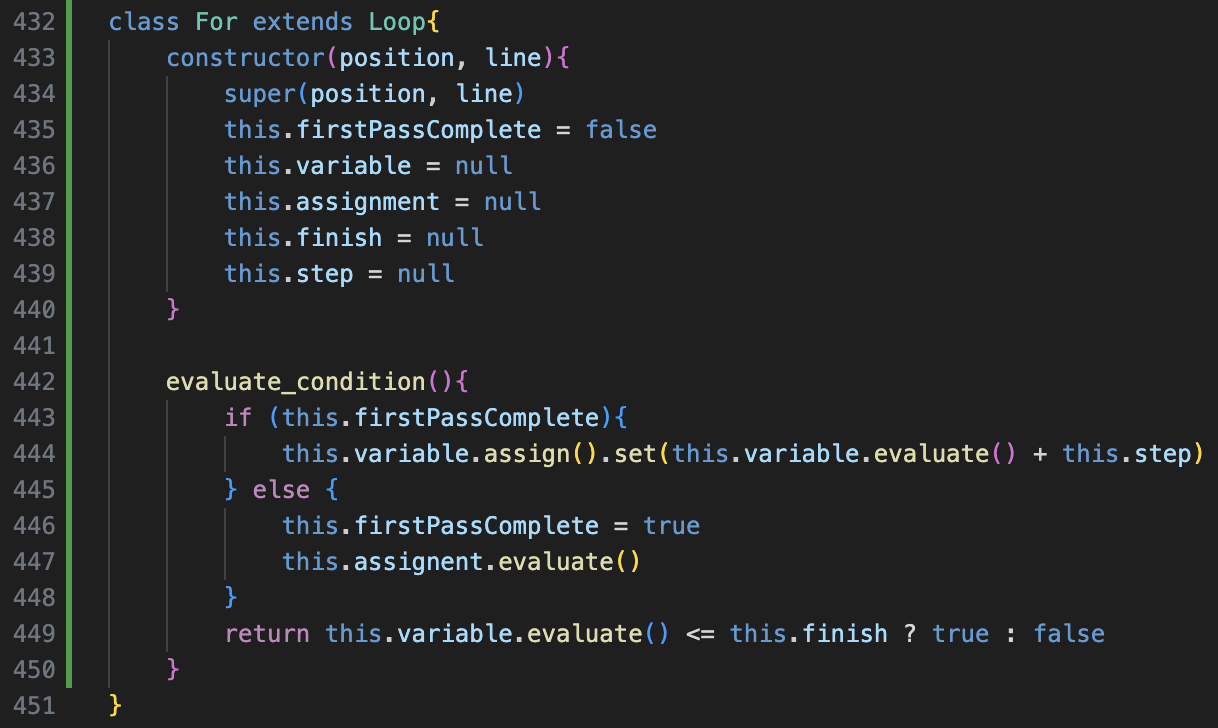 432 class For extends Loop{
433     constructor(position, line){
434         super(position, line)
435         this.firstPassComplete = false
436         this.variable = null
437         this.assignment = null
438         this.finish = null
439         this.step = null
440     }
441
442     evaluate_condition(){
443         if (this.firstPassComplete){
444             this.variable.assign().set(this.variable.evaluate() + this.step)
445         } else {
446             this.firstPassComplete = true
447             this.assignent.evaluate()
448         }
449         return this.variable.evaluate() <= this.finish ? true : false
450     }
451 }